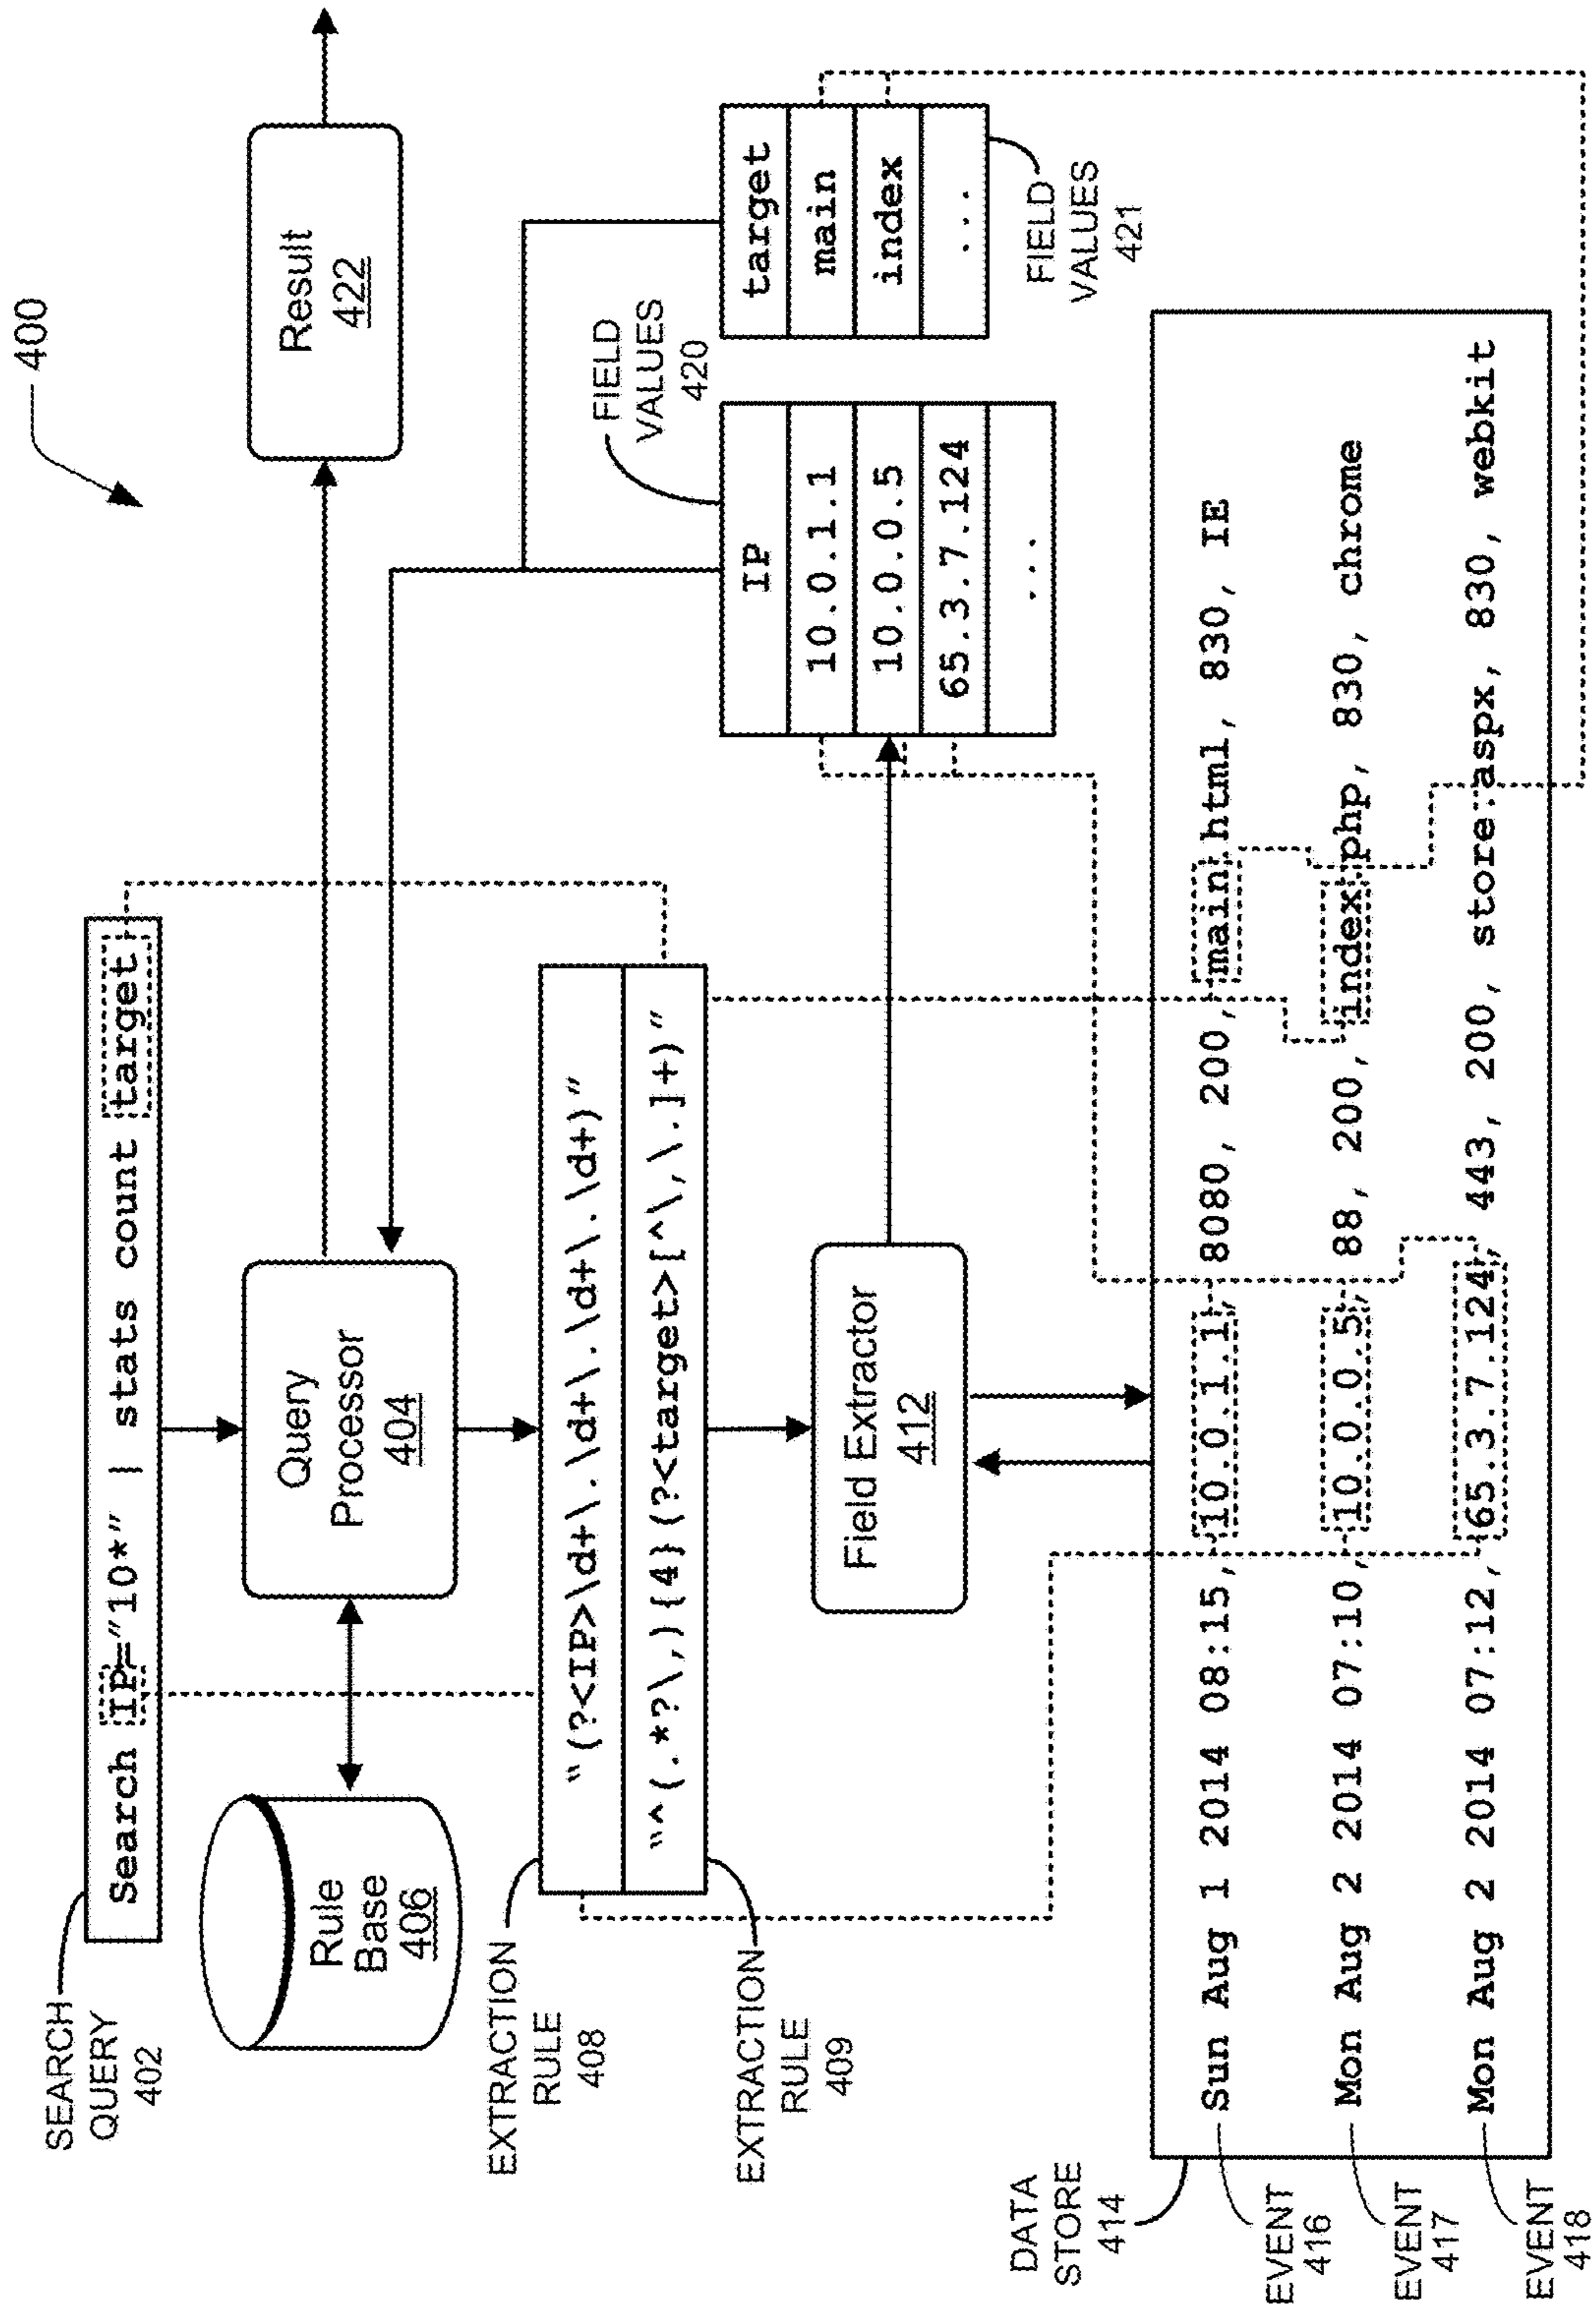 400
SEARCH
QUERY
402
Search IP="10*" | stats count target
Rule
Base
406
Query
Processor
404
Result
422
EXTRACTION
RULE
408
"(?<IP>\d+\.\d+\.\d+\.\d+)"
"^(.*?\,){4}(?<target>[^\,\.]+)"
EXTRACTION
RULE
409
Field Extractor
412
FIELD
VALUES
420
IP
10.0.1.1
10.0.0.5
65.3.7.124
...
target
main
index
...
FIELD
VALUES
421
DATA
STORE
414
Sun Aug 1 2014 08:15, 10.0.1.1, 8080, 200, main.html, 830, IE
EVENT
416
Mon Aug 2 2014 07:10, 10.0.0.5, 88, 200, index.php, 830, chrome
EVENT
417
Mon Aug 2 2014 07:12, 65.3.7.124, 443, 200, store.aspx, 830, webkit
EVENT
418